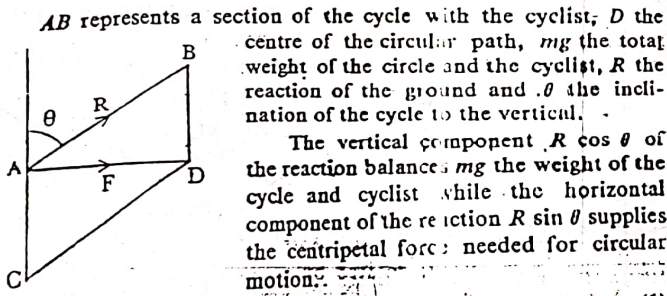 AB represents a section of the cycle with the cyclist, D the
centre of the circular path, mg the total
weight of the circle and the cyclist, R the
reaction of the ground and θ the incli-
nation of the cycle to the vertical.
The vertical component R cos θ of
the reaction balances mg the weight of the
cycle and cyclist while the horizontal
component of the reaction R sin θ supplies
the centripetal force needed for circular
motion.
B
R
θ
A
F
D
C